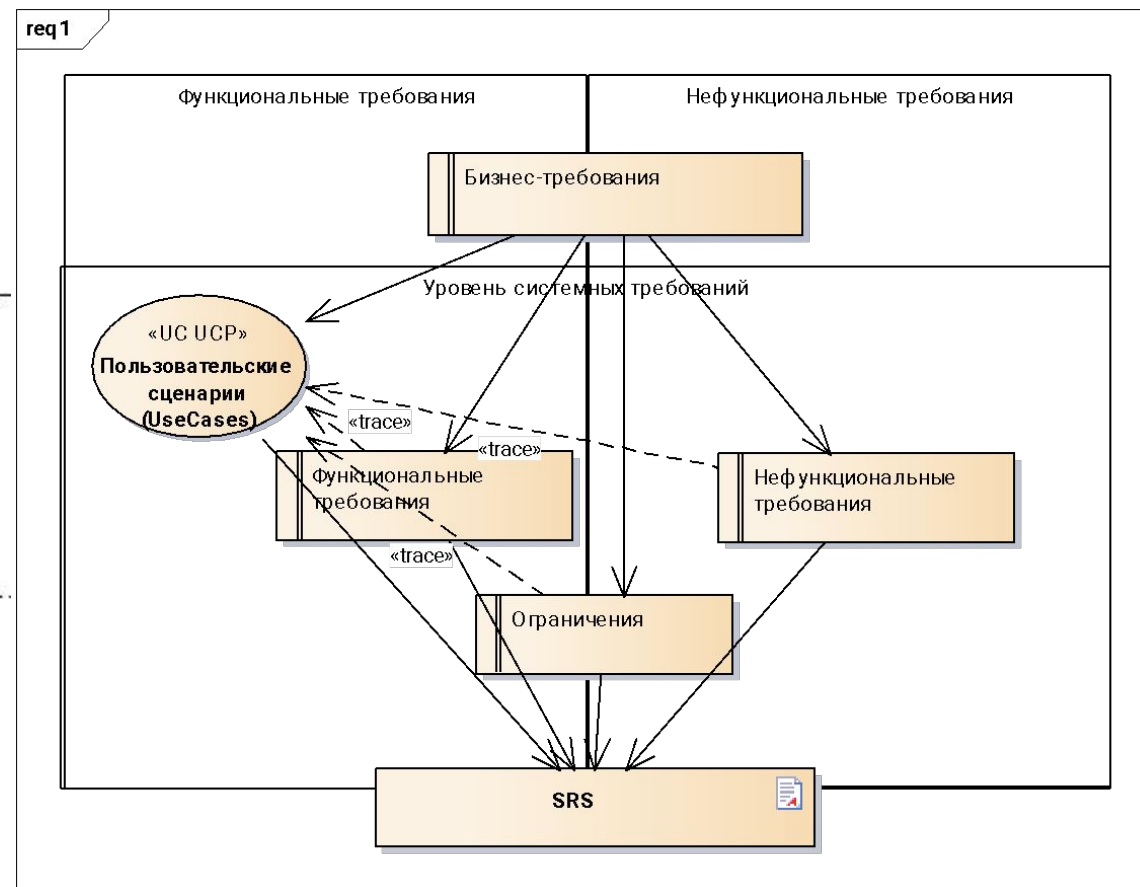 req1
Функциональные требования
Нефункциональные требования
Бизнес-требования
Уровень системных требований
«UC UCP»
Пользовательские
сценарии
(UseCases)
«trace»
«trace»
Функциональные
требования
Нефункциональные
требования
«trace»
Ограничения
SRS